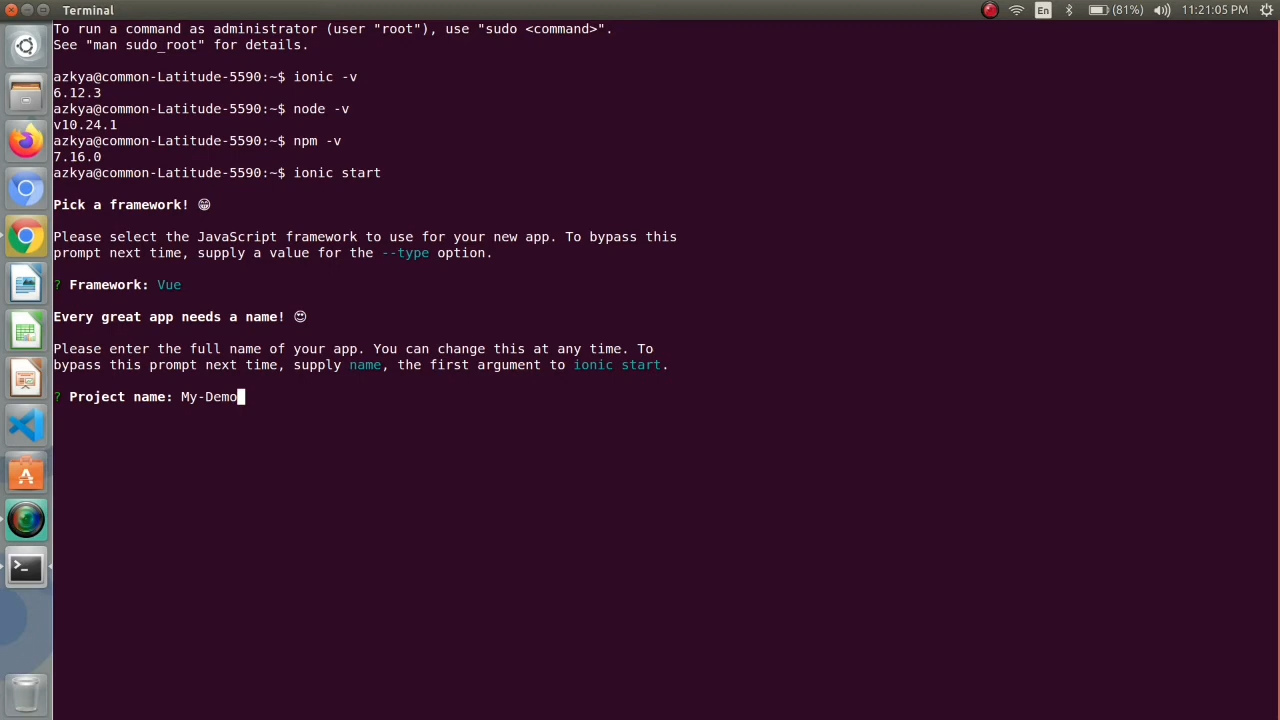 Terminal
En
(81%)
11:21:05 PM
To run a command as administrator (user "root"), use "sudo <command>".
See "man sudo_root" for details.
azkya@common-Latitude-5590:~$ ionic -v
6.12.3
azkya@common-Latitude-5590:~$ node -v
v10.24.1
azkya@common-Latitude-5590:~$ npm -v
7.16.0
azkya@common-Latitude-5590:~$ ionic start
Pick a framework! 😁
Please select the JavaScript framework to use for your new app. To bypass this
prompt next time, supply a value for the --type option.
? Framework: Vue
Every great app needs a name! 😍
Please enter the full name of your app. You can change this at any time. To
bypass this prompt next time, supply name, the first argument to ionic start.
? Project name: My-Demo